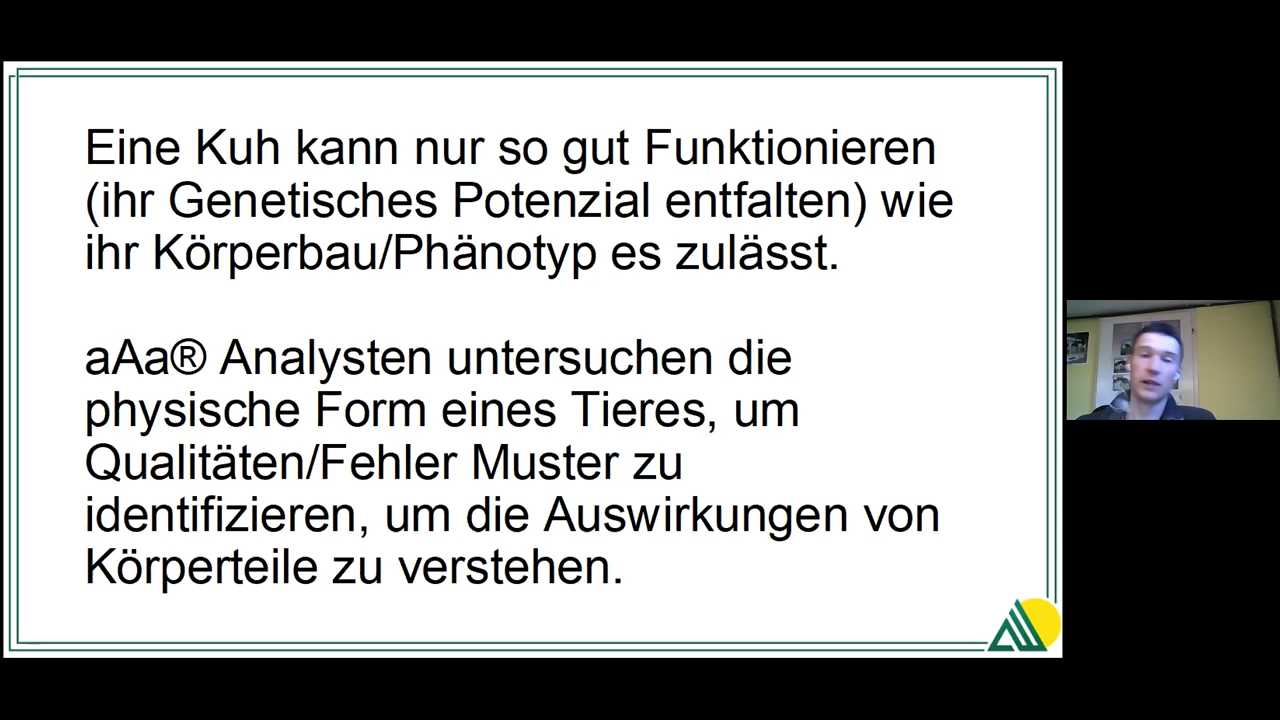 Eine Kuh kann nur so gut Funktionieren
(ihr Genetisches Potenzial entfalten) wie
ihr Körperbau/Phänotyp es zulässt.
aAa® Analysten untersuchen die
physische Form eines Tieres, um
Qualitäten/Fehler Muster zu
identifizieren, um die Auswirkungen von
Körperteile zu verstehen.